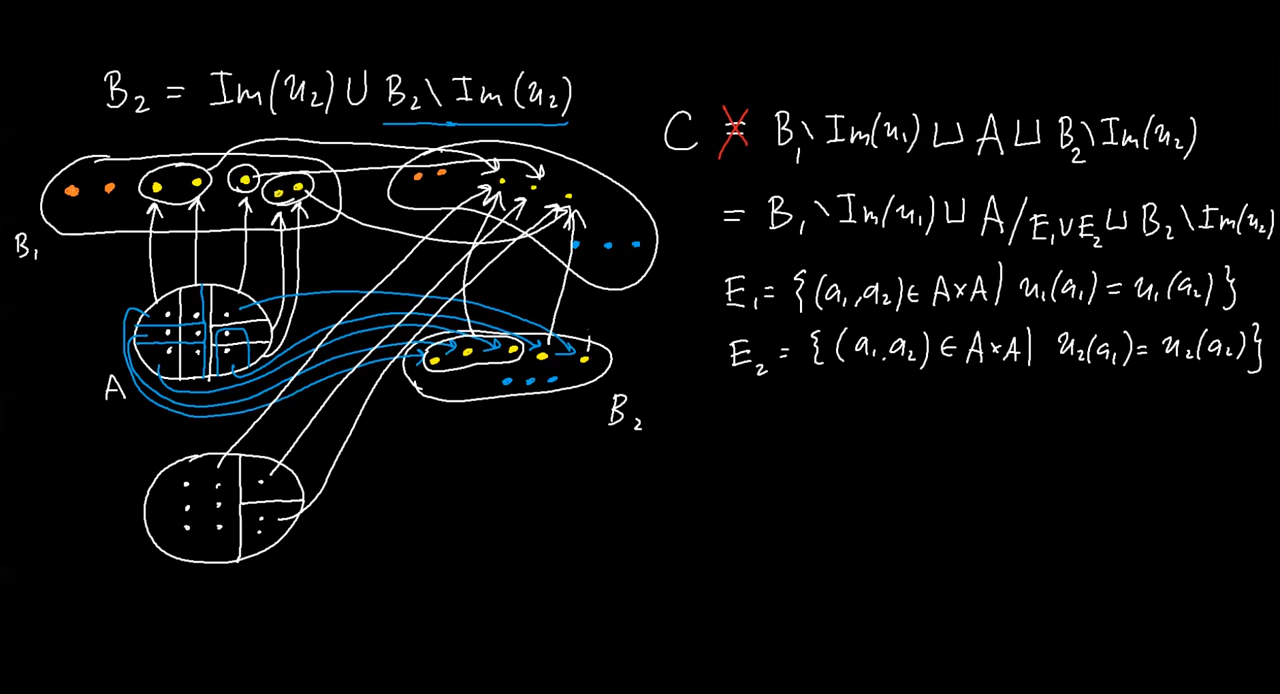 B₂ = Im(u₂) ∪ B₂\Im(u₂)
C = B₁\Im(u₁) ⊔ A ⊔ B₂\Im(u₂)
= B₁\Im(u₁) ⊔ A/E₁∨E₂ ⊔ B₂\Im(u₂)
E₁ = {(a₁,a₂) ∈ A×A | u₁(a₁) = u₁(a₂)}
E₂ = {(a₁.a₂) ∈ A×A | u₂(a₁) = u₂(a₂)}
B₁
A
B₂